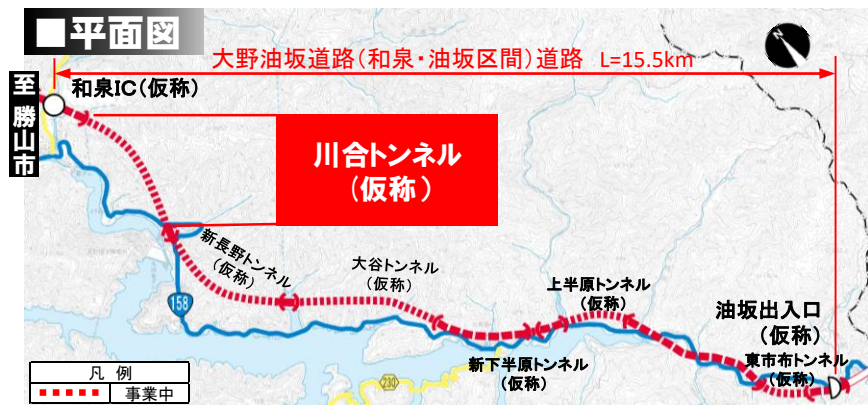 ■平面図
大野油坂道路(和泉・油坂区間)道路 L=15.5km
至 勝山市
和泉IC(仮称)
川合トンネル
(仮称)
新長野トンネル
(仮称)
大谷トンネル
(仮称)
上半原トンネル
(仮称)
油坂出入口
(仮称)
東市布トンネル
(仮称)
新下半原トンネル
(仮称)
158
230
凡 例
事業中